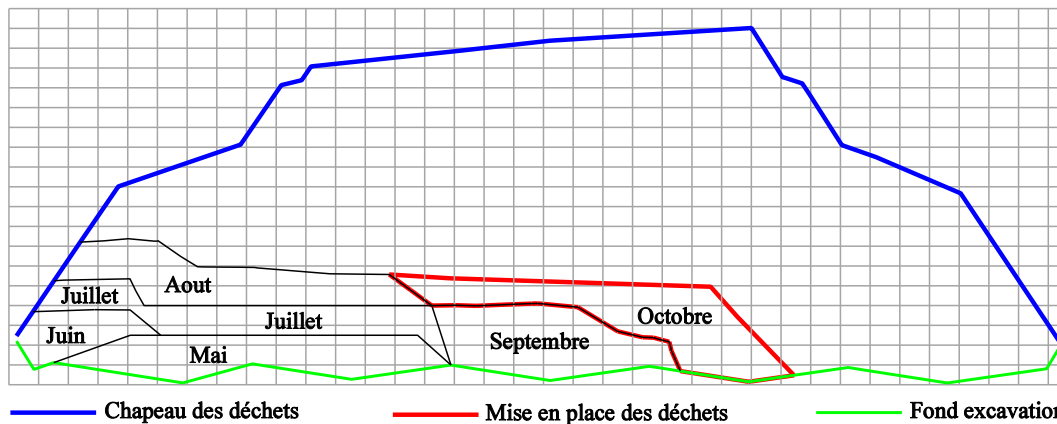 Aout
Juillet
Octobre
Juillet
Juin
Septembre
Mai
Chapeau des déchets
Mise en place des déchets
Fond excavation